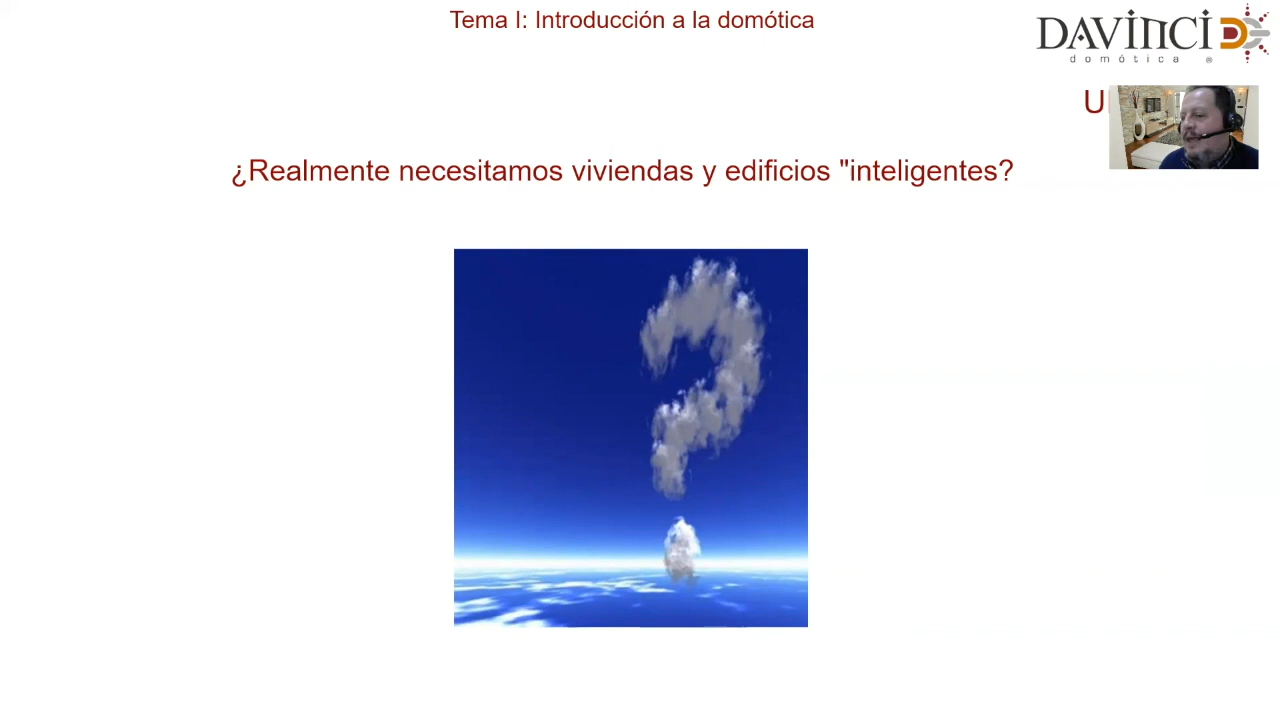 Tema I: Introducción a la domótica
DAVINCI
domótica ®
¿Realmente necesitamos viviendas y edificios "inteligentes?